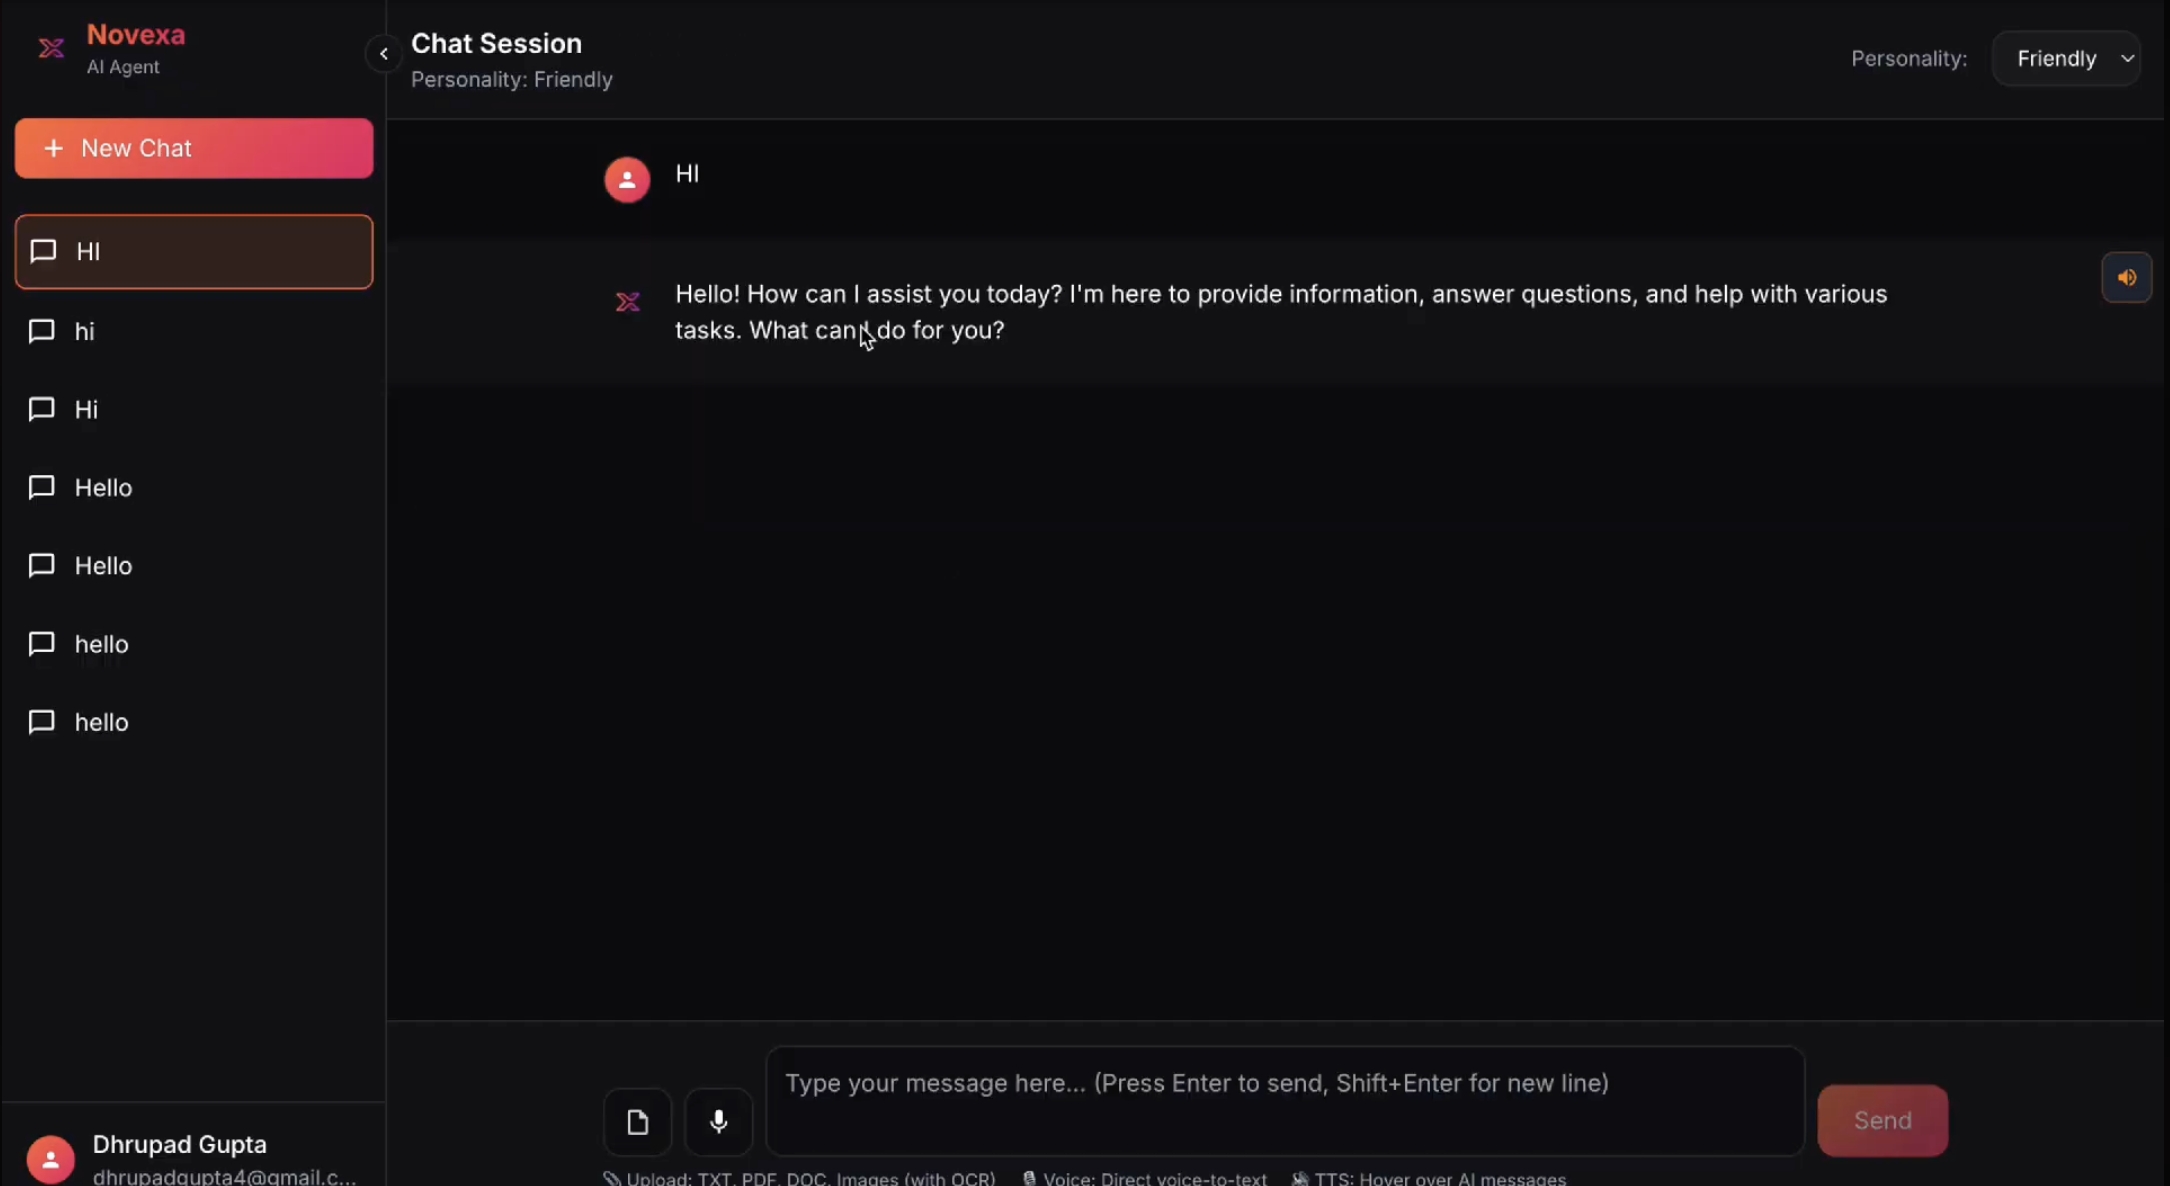 Novexa
AI Agent
New Chat
HI
hi
Hi
Hello
Hello
hello
hello
Dhrupad Gupta
dhrupadgupta4@gmail.c...
Chat Session
Personality: Friendly
Personality:
Friendly
HI
Hello! How can I assist you today? I'm here to provide information, answer questions, and help with various
tasks. What can I do for you?
Type your message here... (Press Enter to send, Shift+Enter for new line)
Send
Upload: TXT, PDF, DOC, Images (with OCR) Voice: Direct voice-to-text TTS: Hover over AI messages